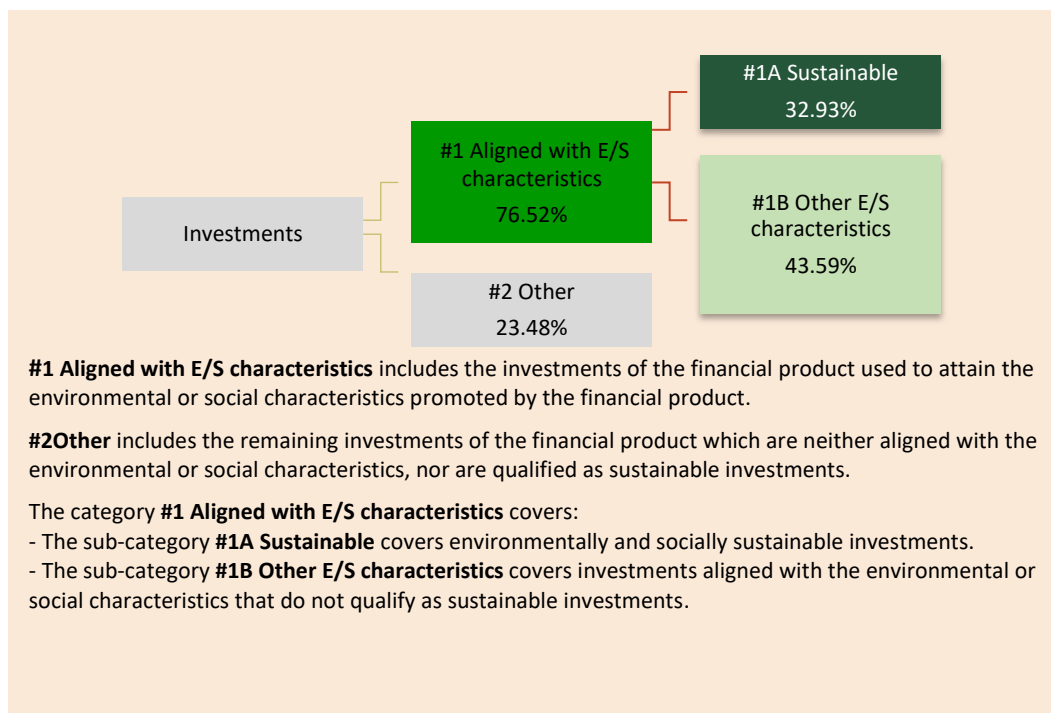 #1A Sustainable
32.93%
#1 Aligned with E/S
characteristics
76.52%
#1B Other E/S
characteristics
43.59%
Investments
#2 Other
23.48%
#1 Aligned with E/S characteristics includes the investments of the financial product used to attain the
environmental or social characteristics promoted by the financial product.
#2Other includes the remaining investments of the financial product which are neither aligned with the
environmental or social characteristics, nor are qualified as sustainable investments.
The category #1 Aligned with E/S characteristics covers:
- The sub-category #1A Sustainable covers environmentally and socially sustainable investments.
- The sub-category #1B Other E/S characteristics covers investments aligned with the environmental or
social characteristics that do not qualify as sustainable investments.